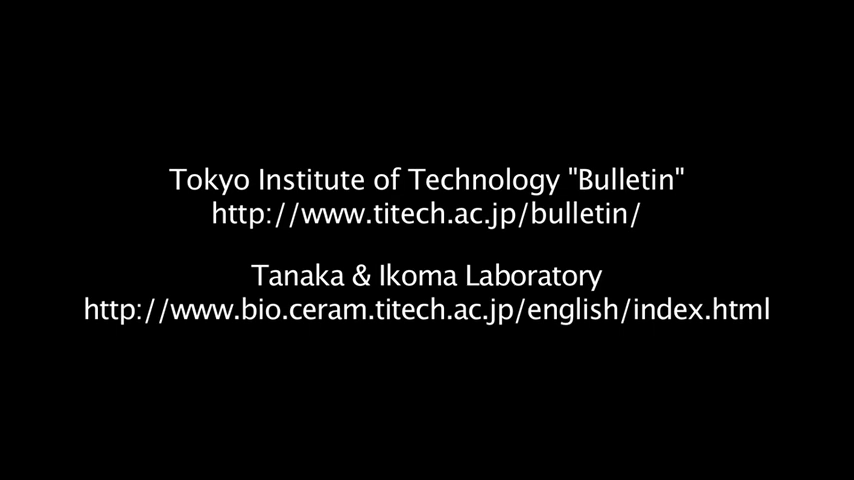 Tokyo Institute of Technology "Bulletin"
http://www.titech.ac.jp/bulletin/
Tanaka & Ikoma Laboratory
http://www.bio.ceram.titech.ac.jp/english/index.html